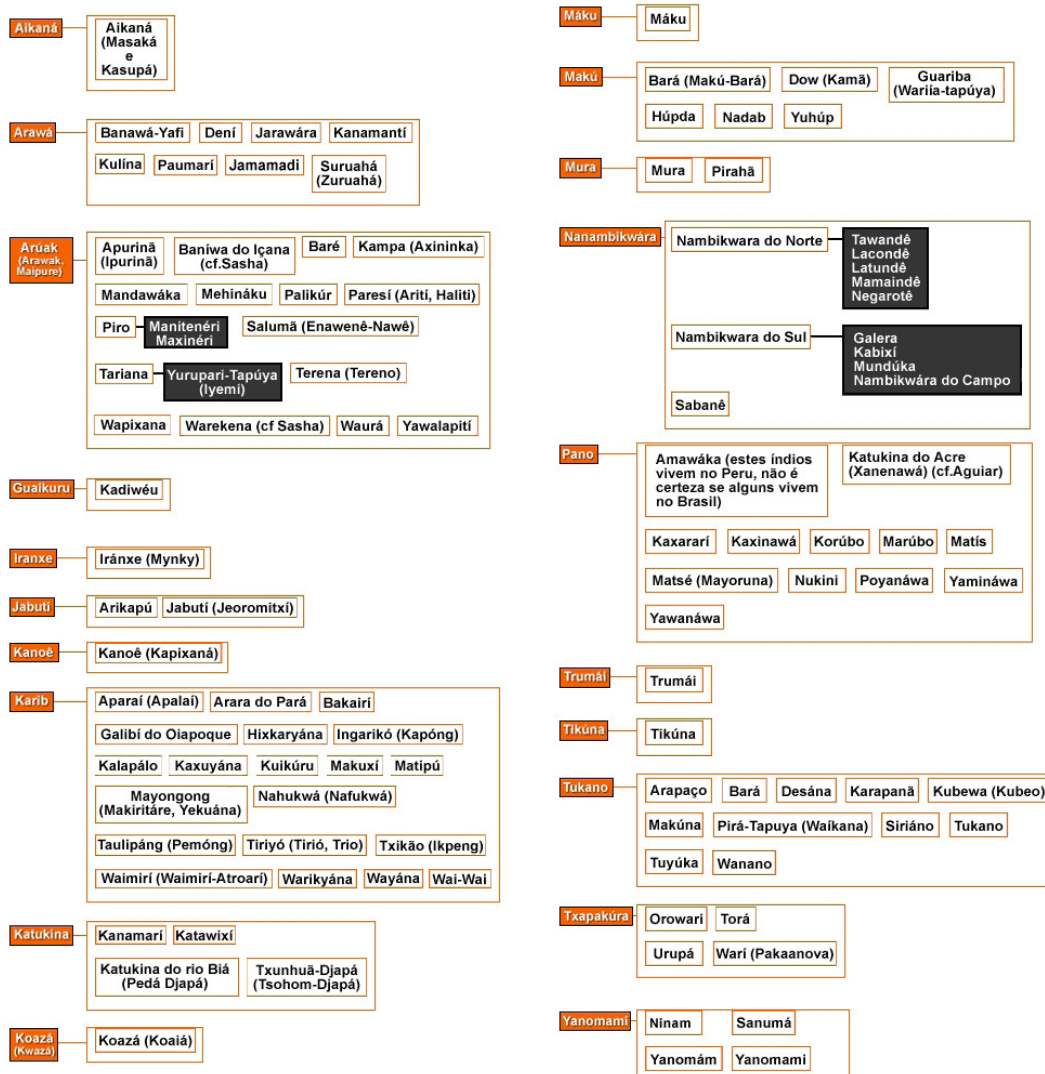 Aikaná
Aikaná
(Masaká
e
Kasupá)
Arawá
Banawá-Yafi Dení Jarawára Kanamantí
Kulína Paumarí Jamamadi Suruahá
(Zuruahá)
Arúak
(Arawak,
Maipure)
Apurinã
(Ipurinã)
Baníwa do Içana
(cf.Sasha)
Baré Kampa (Axininka)
Mandawáka Mehináku Palikúr Paresí (Arití, Haliti)
Piro Manitenéri
Maxinéri
Salumã (Enawenê-Nawê)
Tariana Yurupari-Tapúya
(Iyemi)
Terena (Tereno)
Wapixana Warekena (cf Sasha) Waurá Yawalapití
Guaikuru
Kadiwéu
Iranxe
Iránxe (Mynky)
Jabuti
Arikapú Jabutí (Jeoromitxí)
Kanoê
Kanoê (Kapixaná)
Karib
Aparaí (Apalaí) Arara do Pará Bakairí
Galibí do Oiapoque Hixkaryána Ingarikó (Kapóng)
Kalapálo Kaxuyána Kuikúru Makuxí Matipú
Mayongong
(Makiritáre, Yekuána)
Nahukwá (Nafukwá)
Taulipáng (Pemóng) Tiriyó (Tirió, Trio) Txikão (Ikpeng)
Waimirí (Waimirí-Atroarí) Warikyána Wayána Wai-Wai
Katukina
Kanamarí Katawixí
Katukina do rio Biá
(Pedá Djapá)
Txunhuã-Djapá
(Tsohom-Djapá)
Koazá
(Kwazá)
Koazá (Koaiá)
Máku
Máku
Makú
Bará (Makú-Bará) Dow (Kamã) Guariba
(Wariía-tapúya)
Húpda Nadab Yuhúp
Mura
Mura Pirahã
Nanambikwára
Nambikwara do Norte
Tawandê
Lacondê
Latundê
Mamaindê
Negarotê
Nambikwara do Sul
Galera
Kabixí
Mundúka
Nambikwára do Campo
Sabanê
Pano
Amawáka (estes índios
vivem no Peru, não é
certeza se alguns vivem
no Brasil)
Katukina do Acre
(Xanenawá) (cf.Aguiar)
Kaxararí Kaxinawá Korúbo Marúbo Matís
Matsé (Mayoruna) Nukini Poyanáwa Yamináwa
Yawanáwa
Trumái
Trumái
Tikúna
Tikúna
Tukano
Arapaço Bará Desána Karapanã Kubewa (Kubeo)
Makúna Pirá-Tapuya (Waíkana) Siriáno Tukano
Tuyúka Wanano
Txapakúra
Orowari Torá
Urupá Warí (Pakaanova)
Yanomami
Ninam Sanumá
Yanomám Yanomami